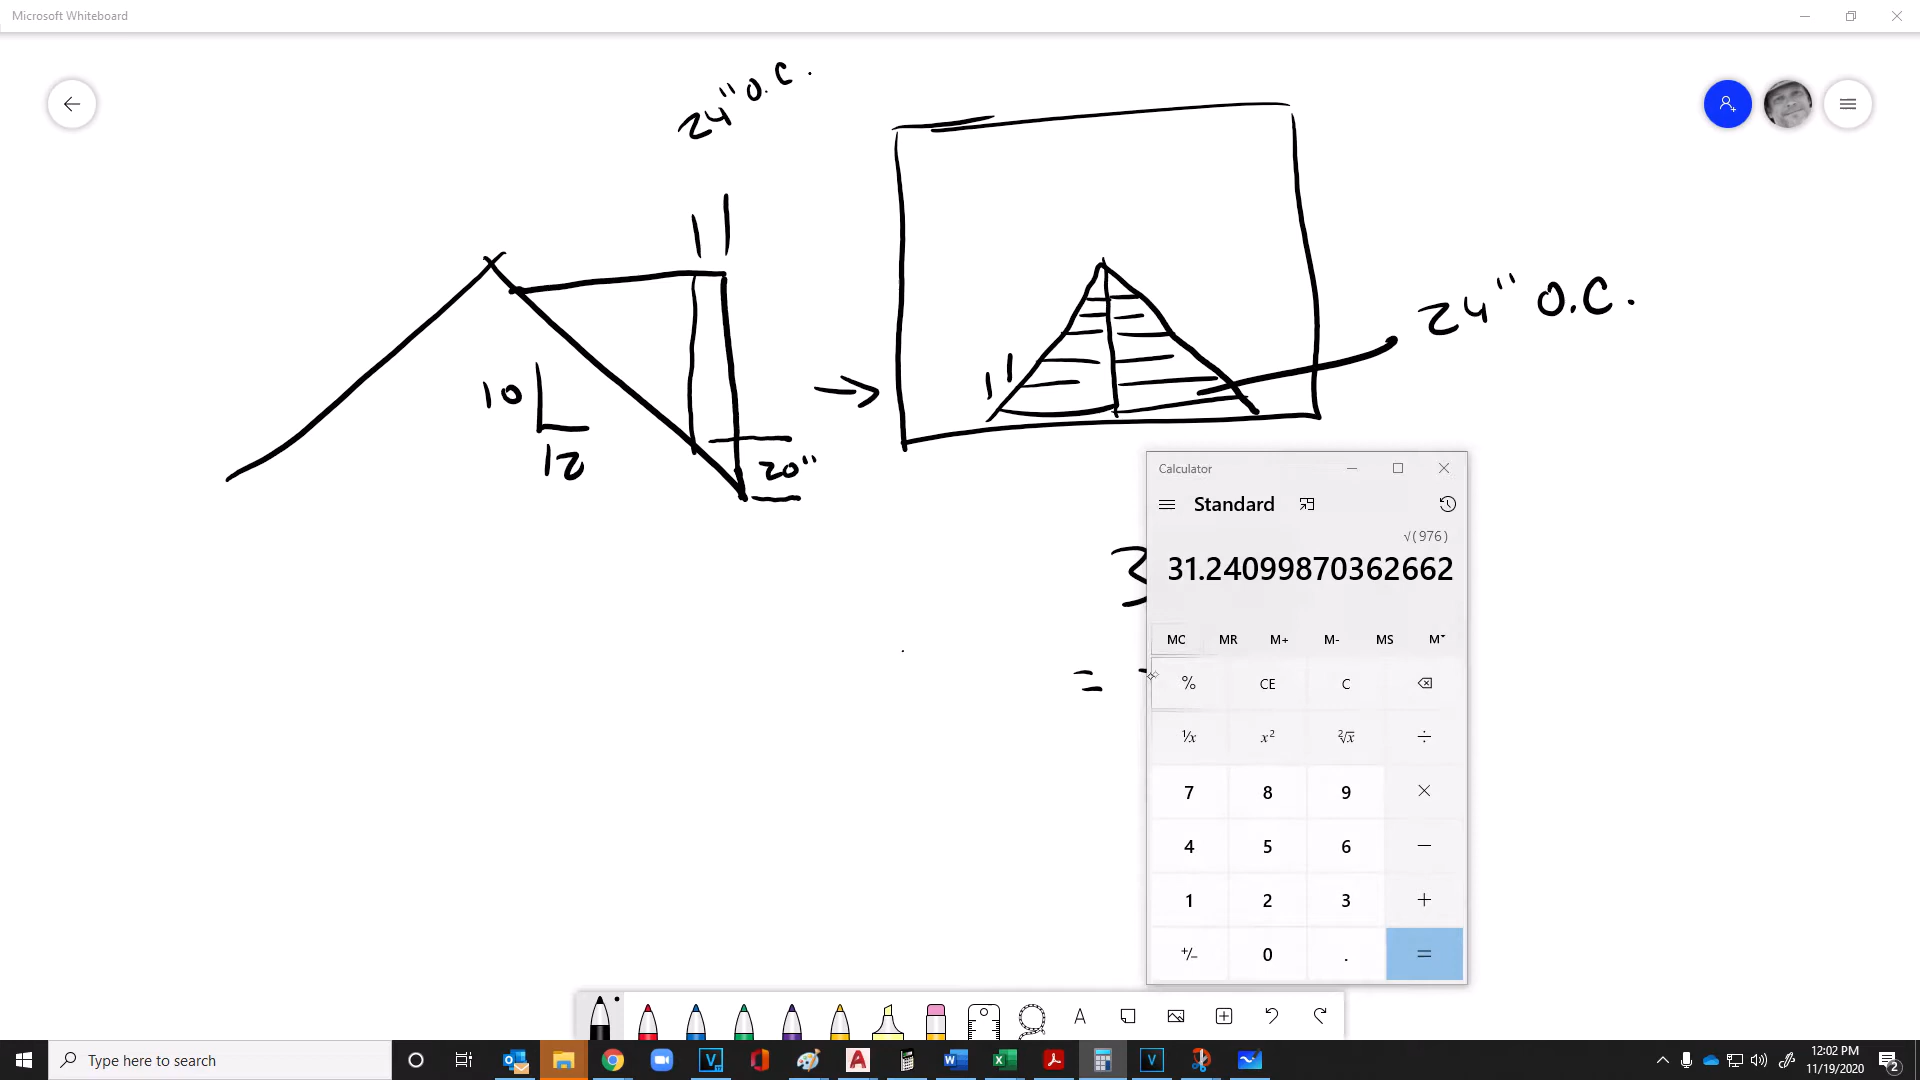 Microsoft Whiteboard
24" O.C.
24" O.C.
10
12
20"
3
=
Calculator
Standard
√(976)
31.24099870362662
MC MR M+ M- MS M˅
% CE C
¹/x x² ²√x ÷
7 8 9 ×
4 5 6 −
1 2 3 +
+/− 0 . =
A
Type here to search
12:02 PM
11/19/2020
2